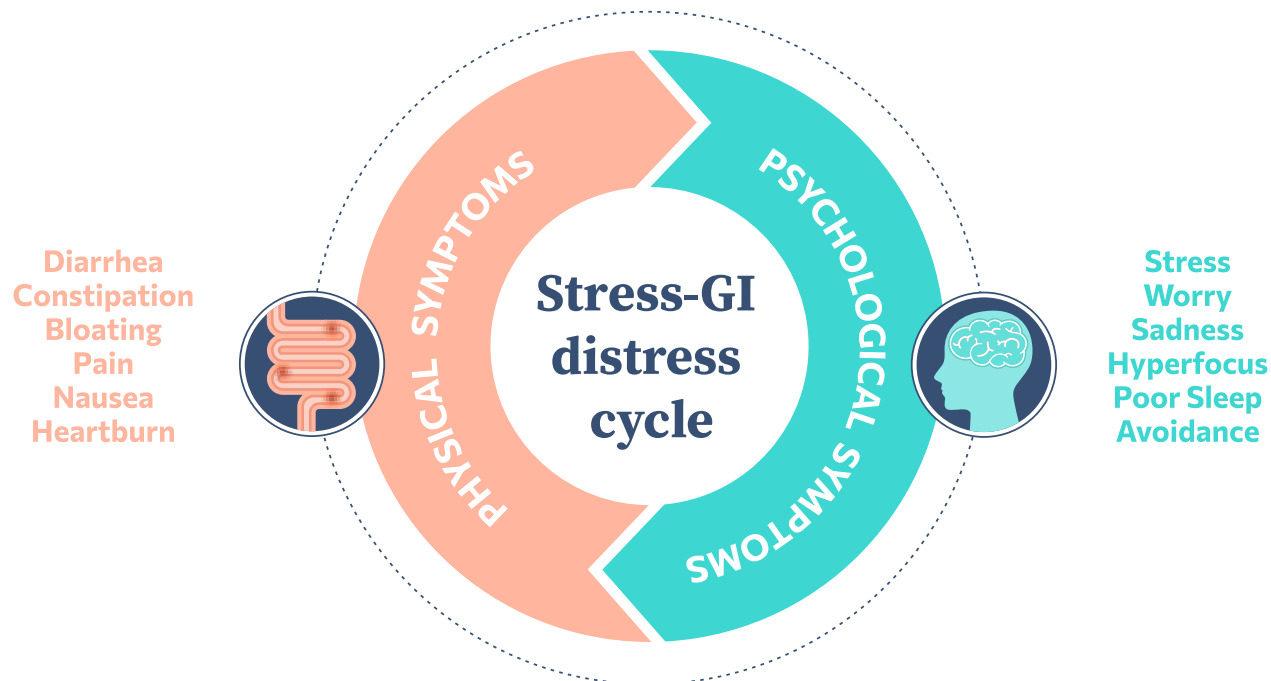 Stress-GI
distress
cycle
PHYSICAL SYMPTOMS
PSYCHOLOGICAL SYMPTOMS
Diarrhea
Constipation
Bloating
Pain
Nausea
Heartburn
Stress
Worry
Sadness
Hyperfocus
Poor Sleep
Avoidance